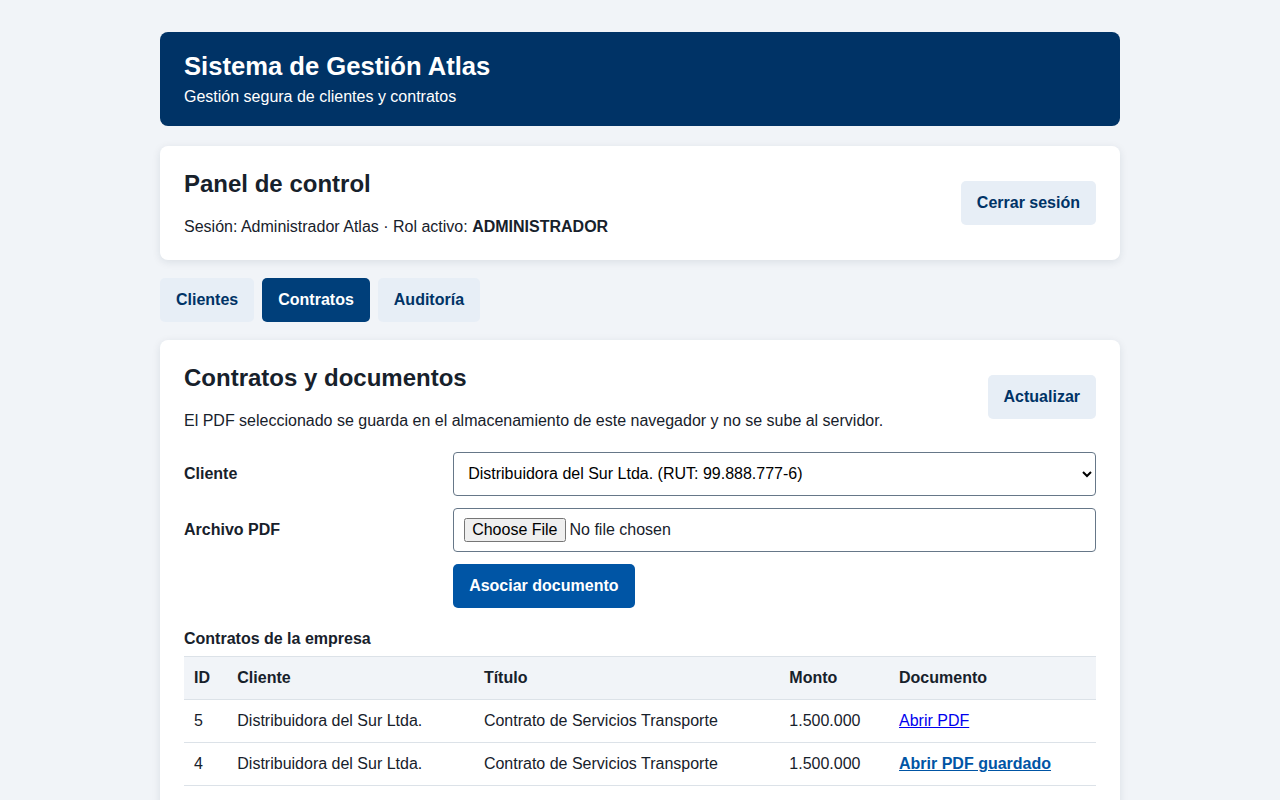 Sistema de Gestión Atlas
Gestión segura de clientes y contratos
Panel de control
Sesión: Administrador Atlas · Rol activo: ADMINISTRADOR
Cerrar sesión
Clientes
Contratos
Auditoría
Contratos y documentos
El PDF seleccionado se guarda en el almacenamiento de este navegador y no se sube al servidor.
Actualizar
Cliente
Distribuidora del Sur Ltda. (RUT: 99.888.777-6)
Archivo PDF
Choose File No file chosen
Asociar documento
Contratos de la empresa
ID Cliente Título Monto Documento
5 Distribuidora del Sur Ltda. Contrato de Servicios Transporte 1.500.000 Abrir PDF
4 Distribuidora del Sur Ltda. Contrato de Servicios Transporte 1.500.000 Abrir PDF guardado